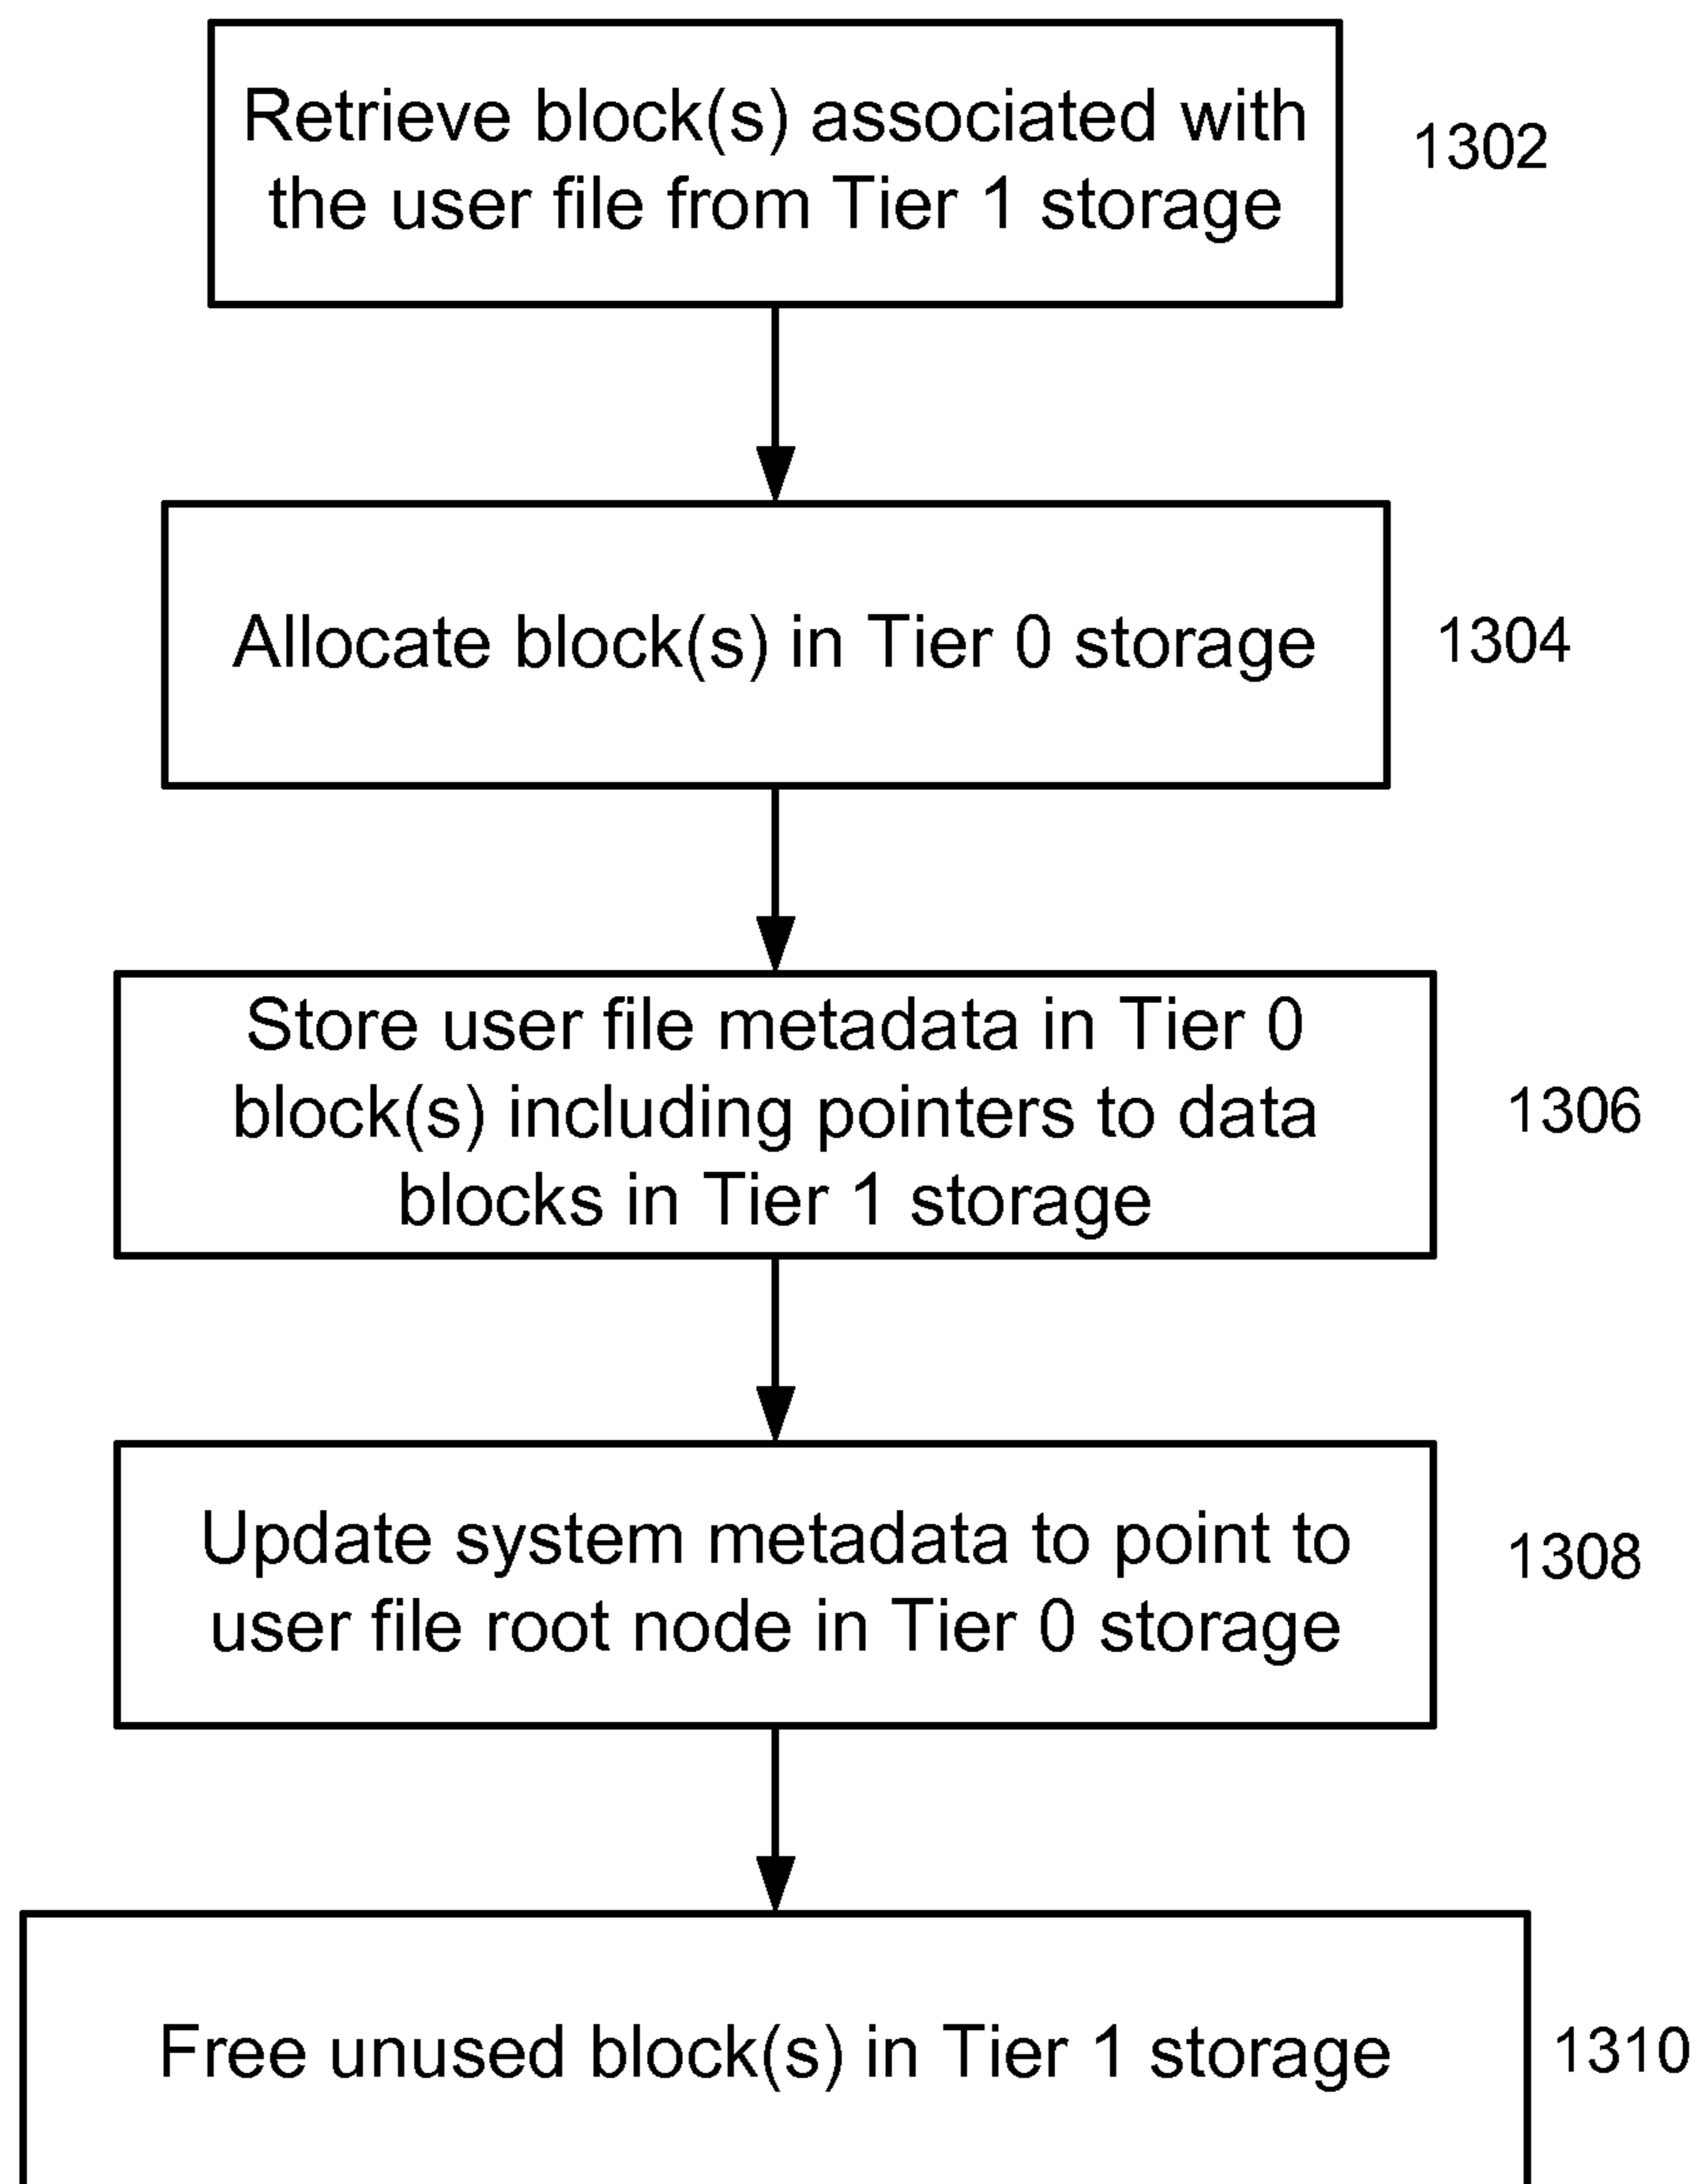 Retrieve block(s) associated with
the user file from Tier 1 storage
1302
Allocate block(s) in Tier 0 storage
1304
Store user file metadata in Tier 0
block(s) including pointers to data
blocks in Tier 1 storage
1306
Update system metadata to point to
user file root node in Tier 0 storage
1308
Free unused block(s) in Tier 1 storage
1310